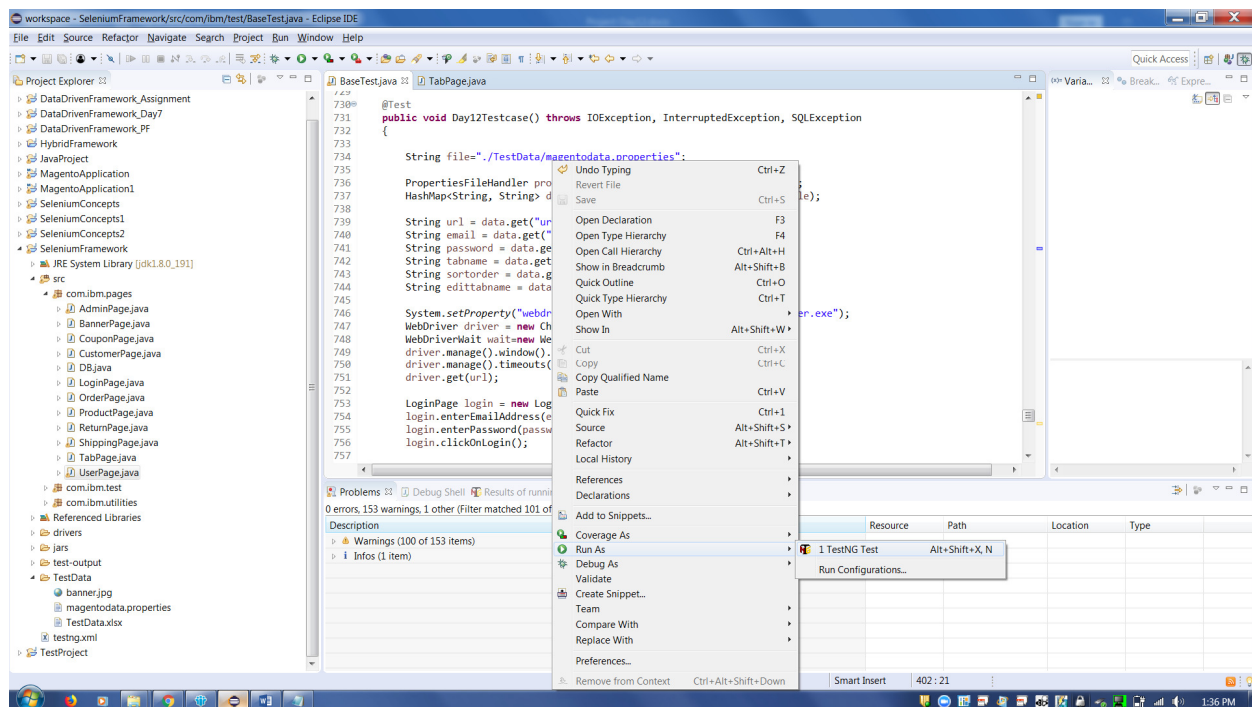 workspace - SeleniumFramework/src/com/ibm/test/BaseTest.java - Eclipse IDE
File Edit Source Refactor Navigate Search Project Run Window Help
Quick Access
Project Explorer
BaseTest.java
TabPage.java
Varia...
Break...
Expre...
DataDrivenFramework_Assignment
DataDrivenFramework_Day7
DataDrivenFramework_PF
HybridFramework
JavaProject
MagentoApplication
MagentoApplication1
SeleniumConcepts
SeleniumConcepts1
SeleniumConcepts2
SeleniumFramework
JRE System Library [jdk1.8.0_191]
src
com.ibm.pages
AdminPage.java
BannerPage.java
CouponPage.java
CustomerPage.java
DB.java
LoginPage.java
OrderPage.java
ProductPage.java
ReturnPage.java
ShippingPage.java
TabPage.java
UserPage.java
com.ibm.test
com.ibm.utilities
Referenced Libraries
drivers
jars
test-output
TestData
banner.jpg
magentodata.properties
TestData.xlsx
testng.xml
TestProject
729
730 @Test
731 public void Day12Testcase() throws IOException, InterruptedException, SQLException
732 {
733
734 String file="./TestData/magentodata.properties";
735
736 PropertiesFileHandler pro ;
737 HashMap<String, String> d le);
738
739 String url = data.get("ur
740 String email = data.get("
741 String password = data.ge
742 String tabname = data.get
743 String sortorder = data.g
744 String edittabname = data
745
746 System.setProperty("webdr er.exe");
747 WebDriver driver = new Ch
748 WebDriverWait wait=new We
749 driver.manage().window().
750 driver.manage().timeouts(
751 driver.get(url);
752
753 LoginPage login = new Log
754 login.enterEmailAddress(e
755 login.enterPassword(passw
756 login.clickOnLogin();
757
Undo Typing Ctrl+Z
Revert File
Save Ctrl+S
Open Declaration F3
Open Type Hierarchy F4
Open Call Hierarchy Ctrl+Alt+H
Show in Breadcrumb Alt+Shift+B
Quick Outline Ctrl+O
Quick Type Hierarchy Ctrl+T
Open With
Show In Alt+Shift+W
Cut Ctrl+X
Copy Ctrl+C
Copy Qualified Name
Paste Ctrl+V
Quick Fix Ctrl+1
Source Alt+Shift+S
Refactor Alt+Shift+T
Local History
References
Declarations
Add to Snippets...
Coverage As
Run As
Debug As
Validate
Create Snippet...
Team
Compare With
Replace With
Preferences...
Remove from Context Ctrl+Alt+Shift+Down
1 TestNG Test Alt+Shift+X, N
Run Configurations...
Problems
Debug Shell
Results of runnin
0 errors, 153 warnings, 1 other (Filter matched 101 of
Description Resource Path Location Type
Warnings (100 of 153 items)
Infos (1 item)
Smart Insert
402 : 21
1:36 PM